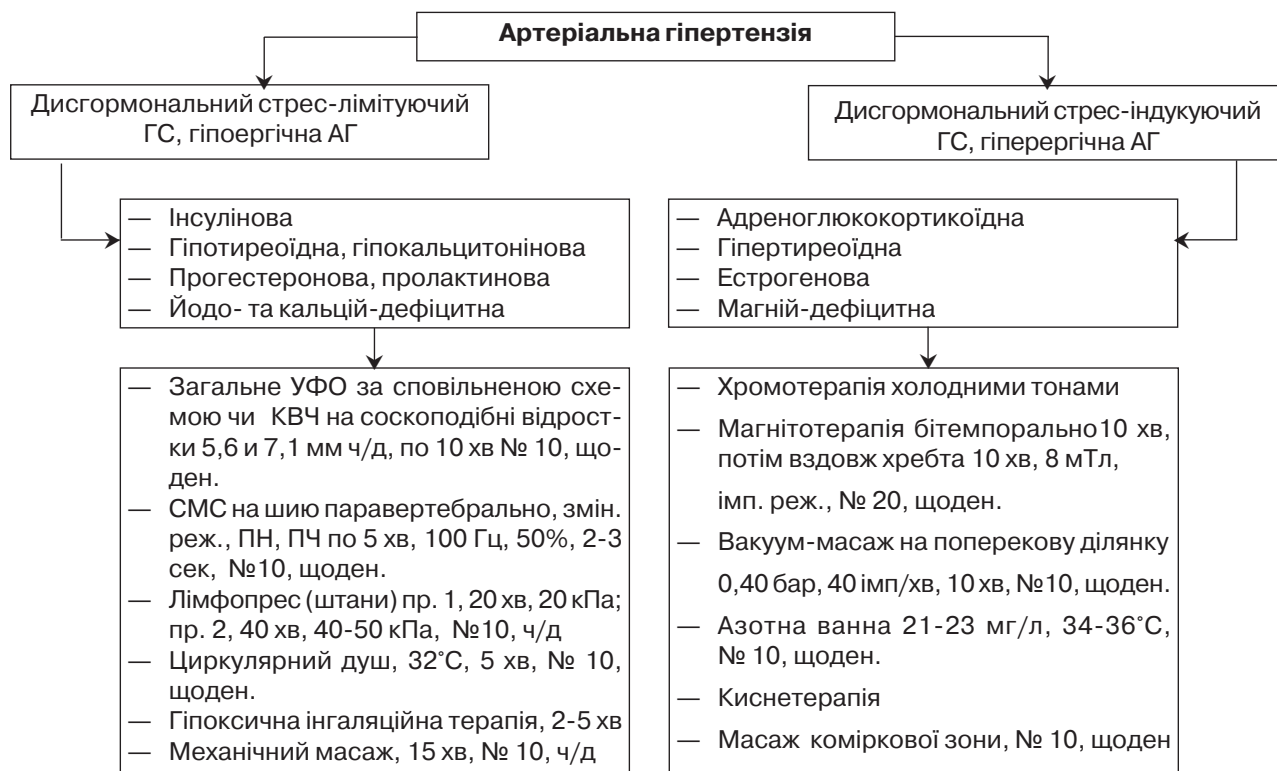 Артеріальна гіпертензія
Дисгормональний стрес-лімітуючий
ГС, гіпоергічна АГ
Дисгормональний стрес-індукуючий
ГС, гіперергічна АГ
— Інсулінова
— Гіпотиреоїдна, гіпокальцитонінова
— Прогестеронова, пролактинова
— Йодо- та кальцій-дефіцитна
— Адреноглюкокортикоїдна
— Гіпертиреоїдна
— Естрогенова
— Магній-дефіцитна
— Загальне УФО за сповільненою схе-
мою чи КВЧ на соскоподібні відрост-
ки 5,6 и 7,1 мм ч/д, по 10 хв № 10, що-
ден.
— СМС на шию паравертебрально, змін.
реж., ПН, ПЧ по 5 хв, 100 Гц, 50%, 2-3
сек, №10, щоден.
— Лімфопрес (штани) пр. 1, 20 хв, 20 кПа;
пр. 2, 40 хв, 40-50 кПа, №10, ч/д
— Циркулярний душ, 32°С, 5 хв, № 10,
щоден.
— Гіпоксична інгаляційна терапія, 2-5 хв
— Механічний масаж, 15 хв, № 10, ч/д
— Хромотерапія холодними тонами
— Магнітотерапія бітемпорально10 хв,
потім вздовж хребта 10 хв, 8 мТл,
імп. реж., № 20, щоден.
— Вакуум-масаж на поперекову ділянку
0,40 бар, 40 імп/хв, 10 хв, №10, щоден.
— Азотна ванна 21-23 мг/л, 34-36°С,
№ 10, щоден.
— Киснетерапія
— Масаж коміркової зони, № 10, щоден